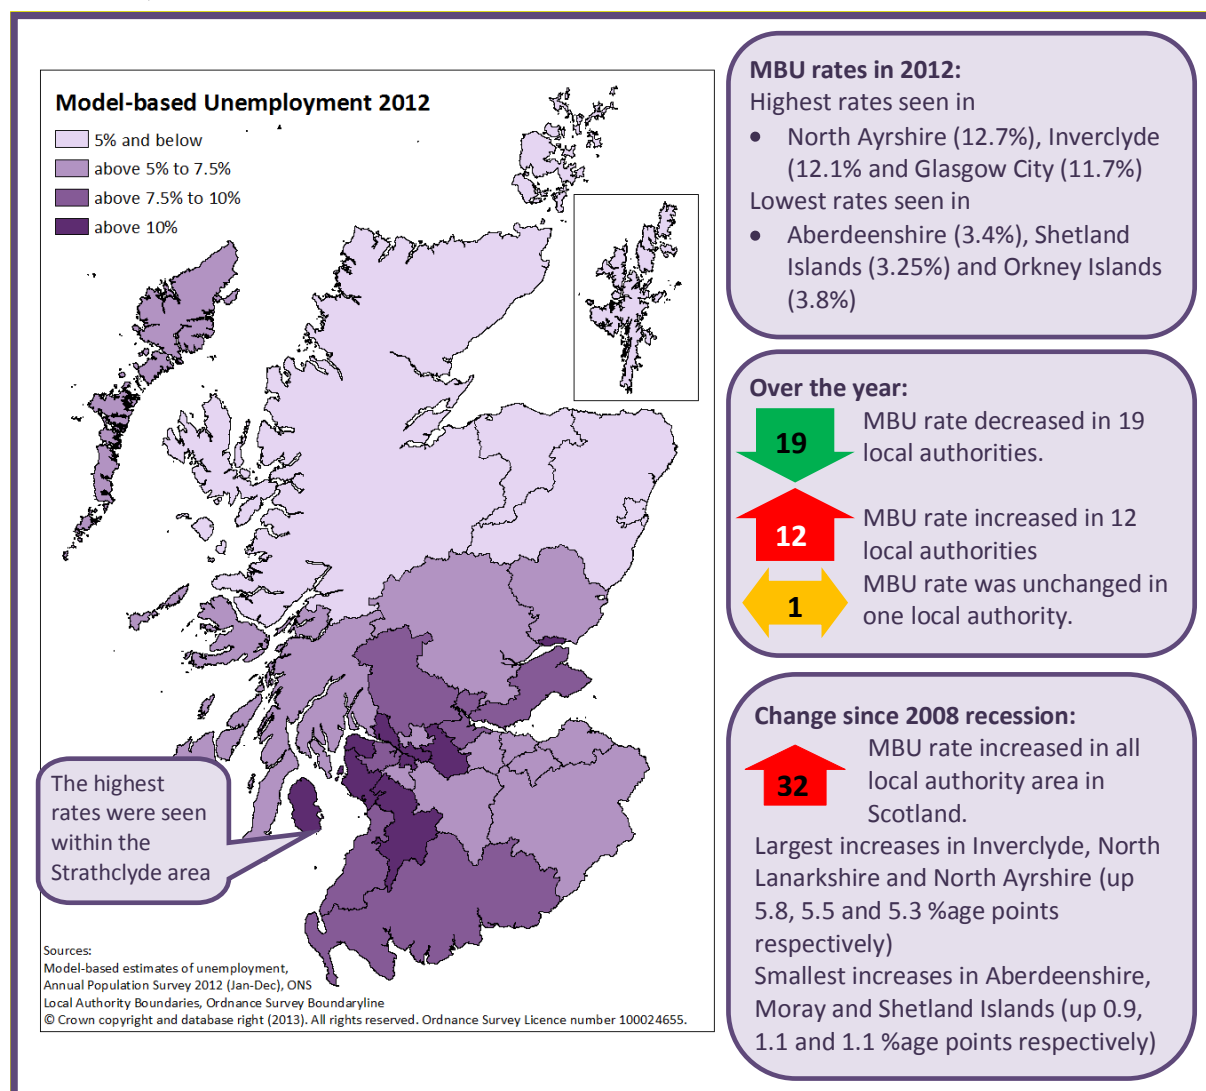 Model-based Unemployment 2012
5% and below
above 5% to 7.5%
above 7.5% to 10%
above 10%
The highest
rates were seen
within the
Strathclyde area
Sources:
Model-based estimates of unemployment,
Annual Population Survey 2012 (Jan-Dec), ONS
Local Authority Boundaries, Ordnance Survey Boundaryline
© Crown copyright and database right (2013). All rights reserved. Ordnance Survey Licence number 100024655.
MBU rates in 2012:
Highest rates seen in
• North Ayrshire (12.7%), Inverclyde
(12.1% and Glasgow City (11.7%)
Lowest rates seen in
• Aberdeenshire (3.4%), Shetland
Islands (3.25%) and Orkney Islands
(3.8%)
Over the year:
19
MBU rate decreased in 19
local authorities.
12
MBU rate increased in 12
local authorities
1
MBU rate was unchanged in
one local authority.
Change since 2008 recession:
32
MBU rate increased in all
local authority area in
Scotland.
Largest increases in Inverclyde, North
Lanarkshire and North Ayrshire (up
5.8, 5.5 and 5.3 %age points
respectively)
Smallest increases in Aberdeenshire,
Moray and Shetland Islands (up 0.9,
1.1 and 1.1 %age points respectively)